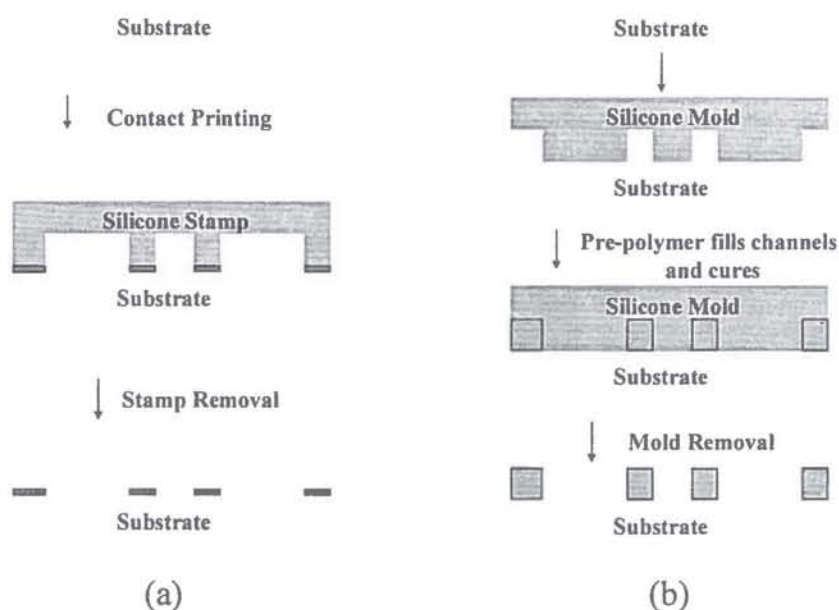 Substrate
Contact Printing
Silicone Stamp
Substrate
Stamp Removal
Substrate
(a)
Substrate
Silicone Mold
Substrate
Pre-polymer fills channels
and cures
Silicone Mold
Substrate
Mold Removal
Substrate
(b)